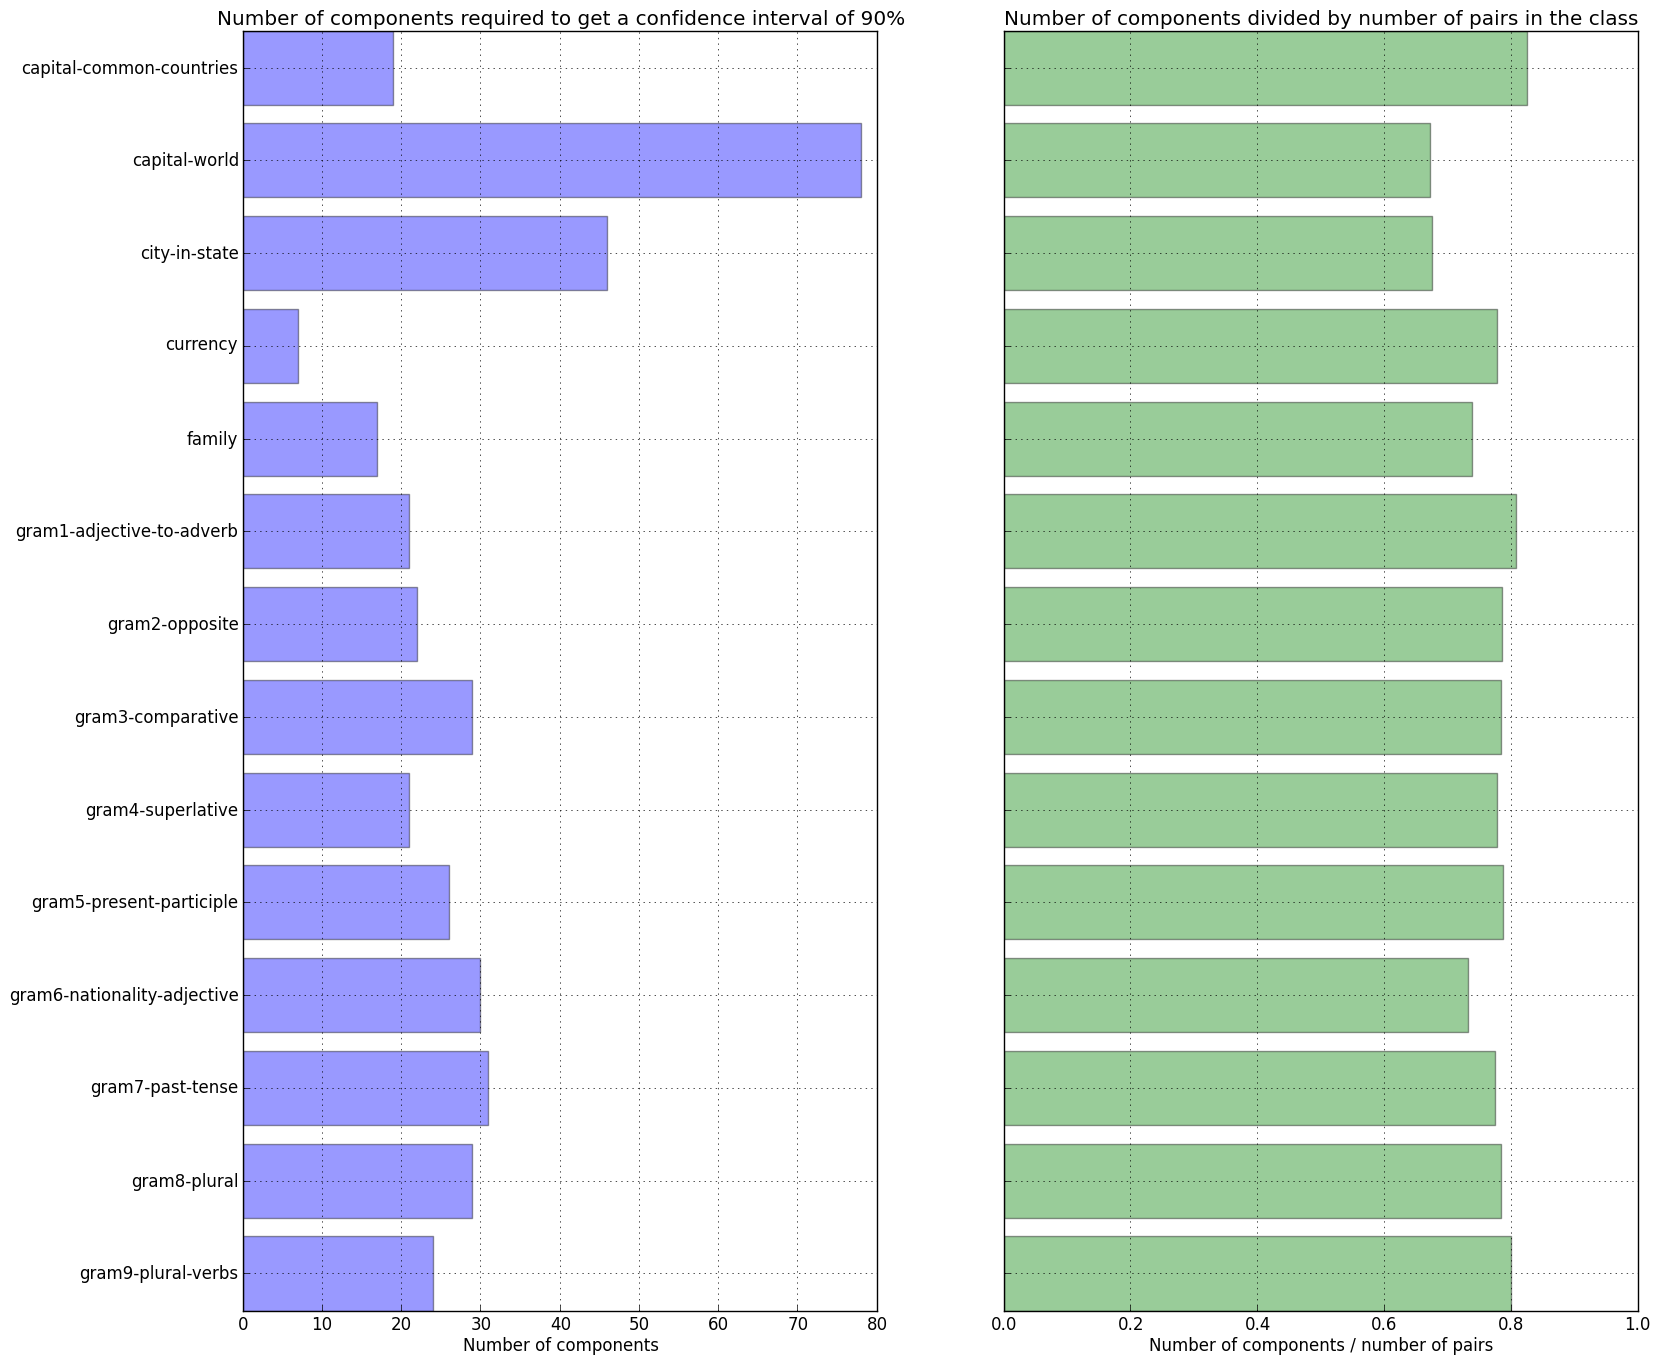 Number of components required to get a confidence interval of 90%
capital-common-countries
capital-world
city-in-state
currency
family
gram1-adjective-to-adverb
gram2-opposite
gram3-comparative
gram4-superlative
gram5-present-participle
gram6-nationality-adjective
gram7-past-tense
gram8-plural
gram9-plural-verbs
0 10 20 30 40 50 60 70 80
Number of components
Number of components divided by number of pairs in the class
0.0 0.2 0.4 0.6 0.8 1.0
Number of components / number of pairs